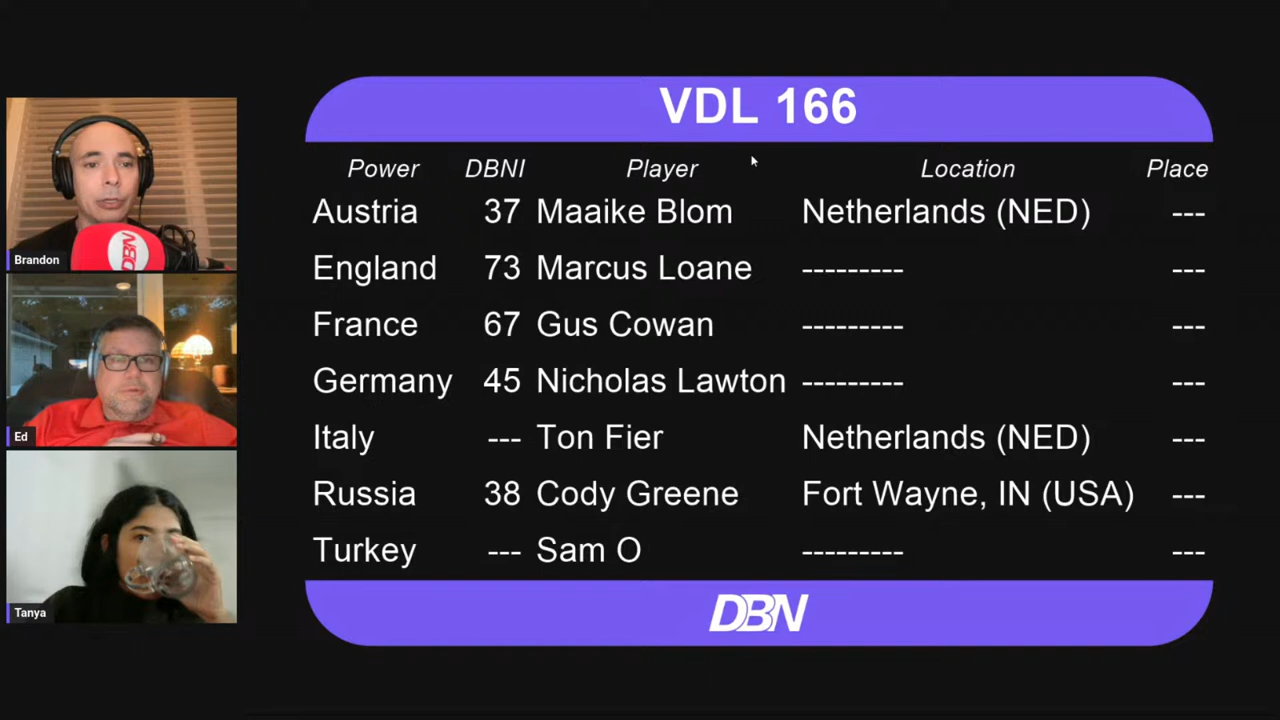 VDL 166
Power DBNI Player Location Place
Austria 37 Maaike Blom Netherlands (NED) ---
England 73 Marcus Loane --------- ---
France 67 Gus Cowan --------- ---
Germany 45 Nicholas Lawton --------- ---
Italy --- Ton Fier Netherlands (NED) ---
Russia 38 Cody Greene Fort Wayne, IN (USA) ---
Turkey --- Sam O --------- ---
DBN
Brandon
DBN
Ed
Tanya